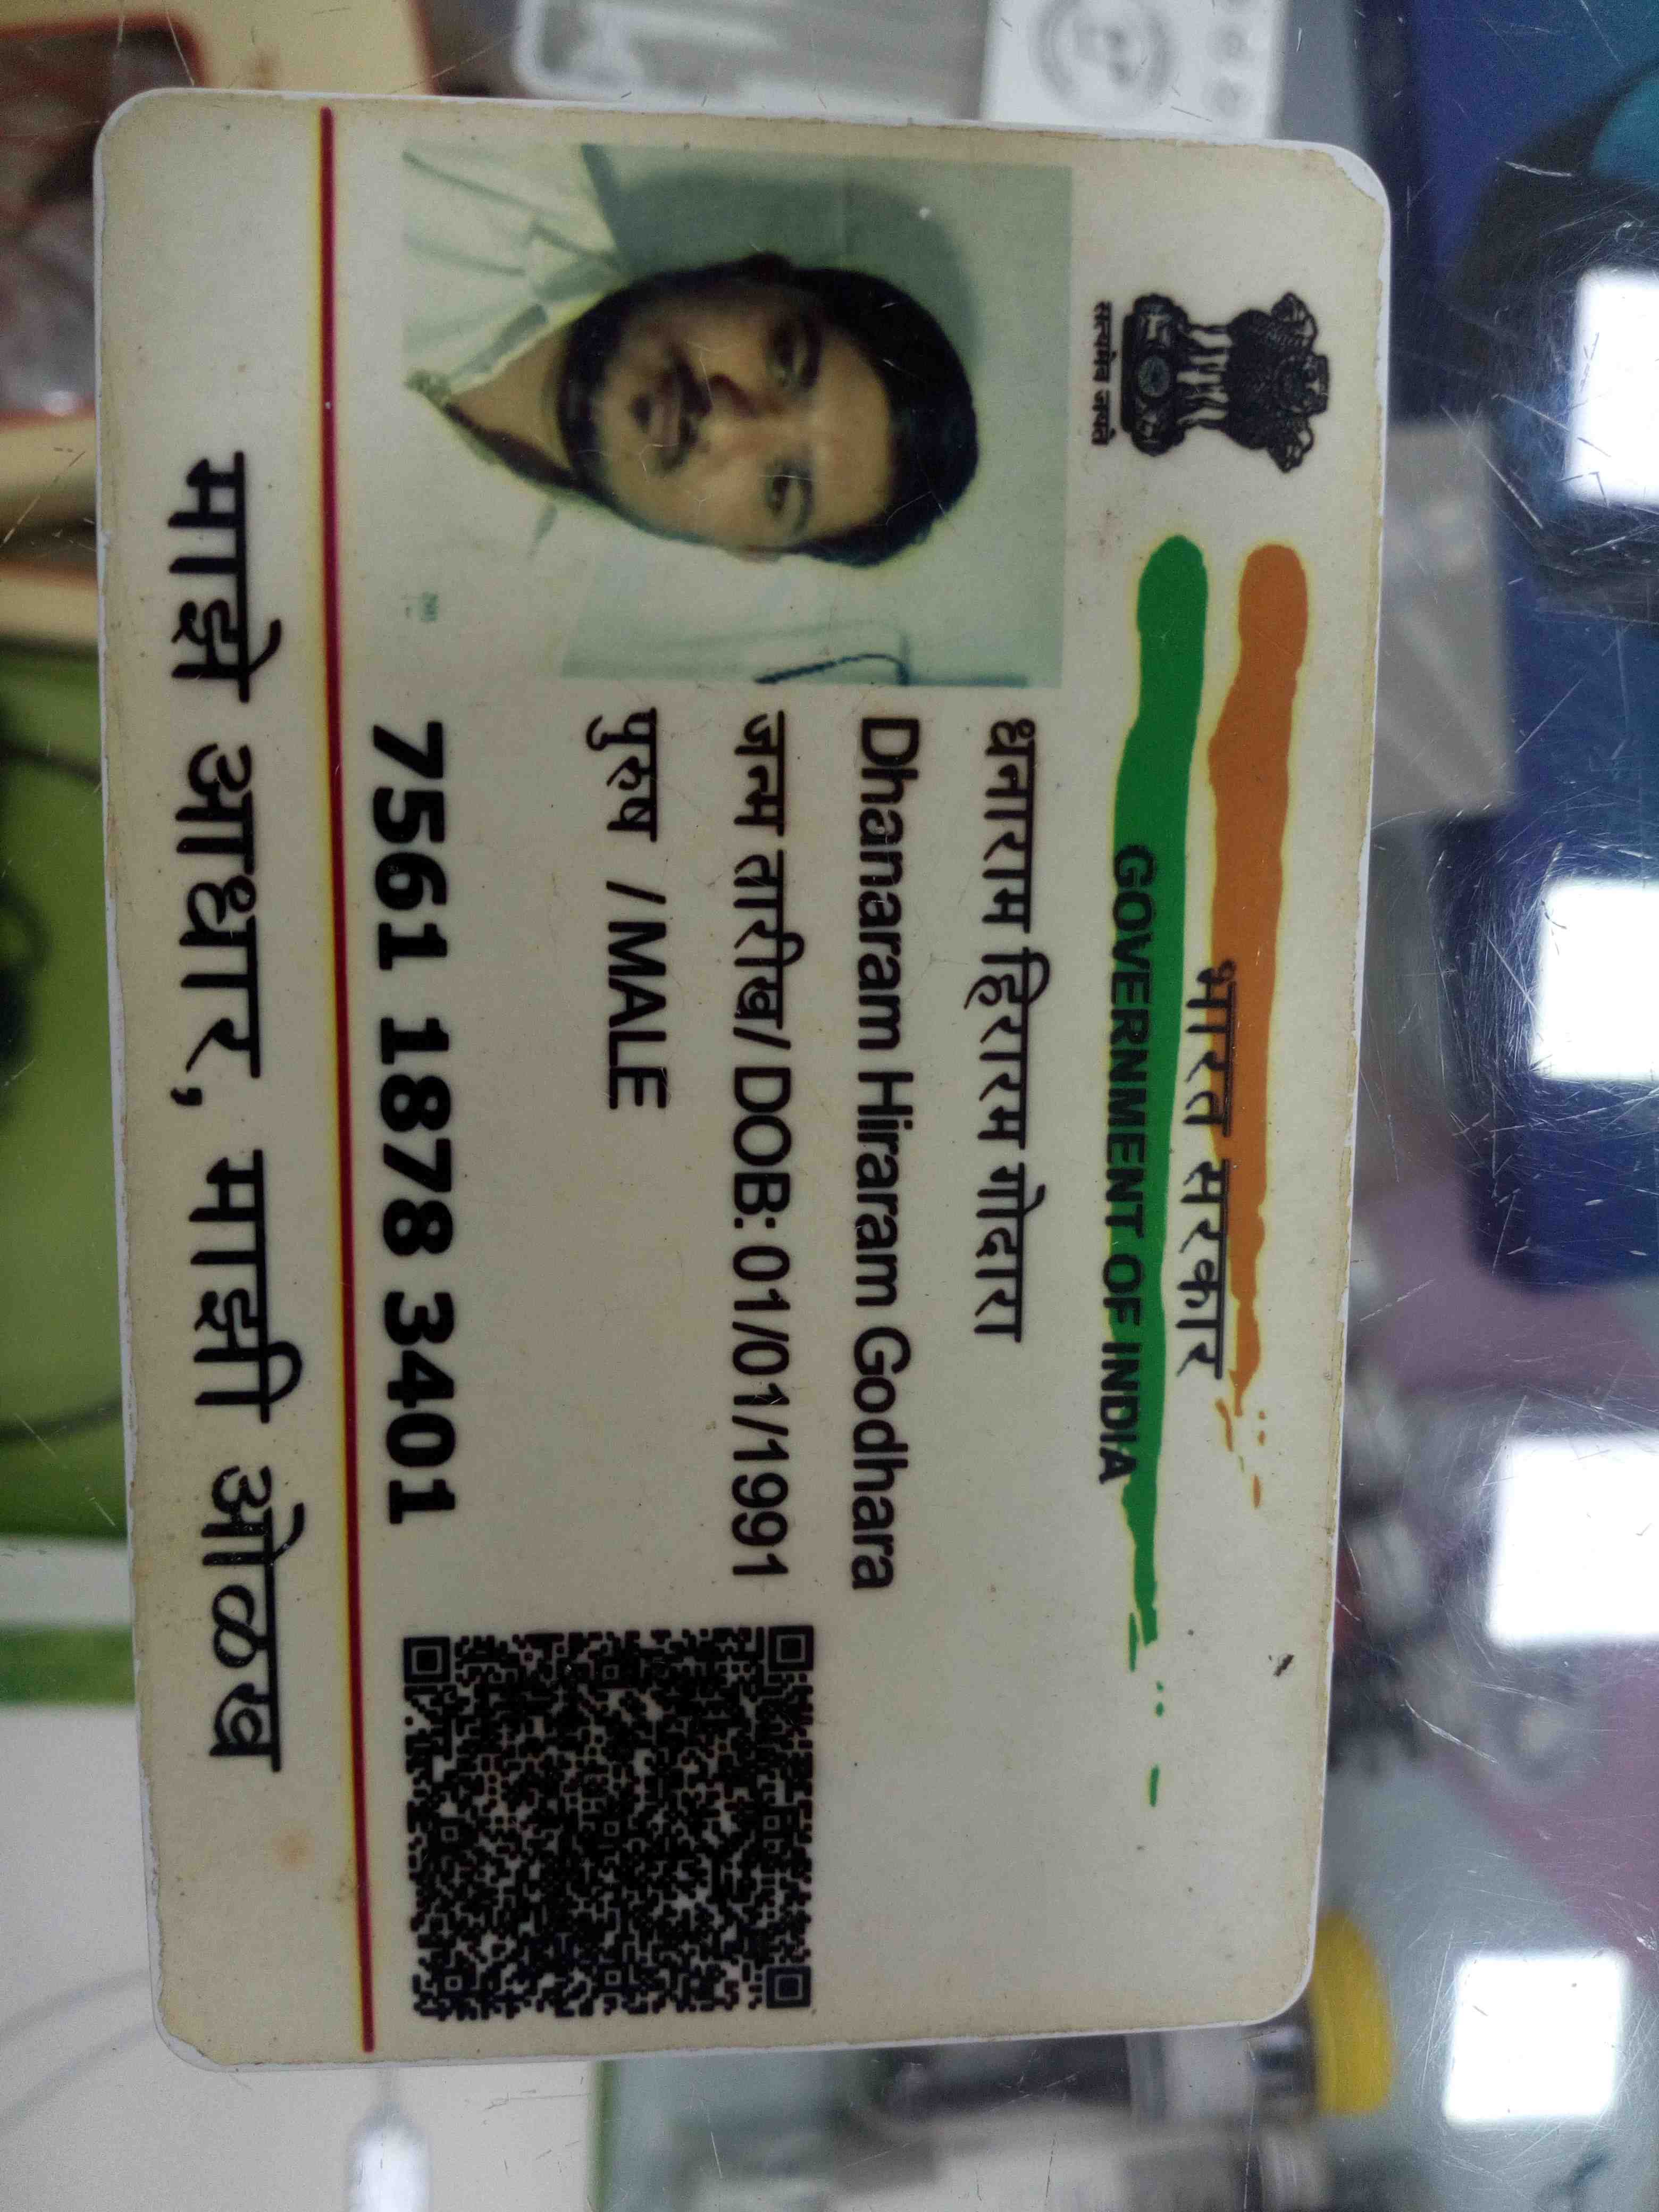 भारत सरकार
GOVERNMENT OF INDIA
सत्यमेव जयते
धनाराम हिराराम गोदारा
Dhanaram Hiraram Godhara
जन्म तारीख/ DOB: 01/01/1991
पुरुष / MALE
7561 1878 3401
माझे आधार, माझी ओळख